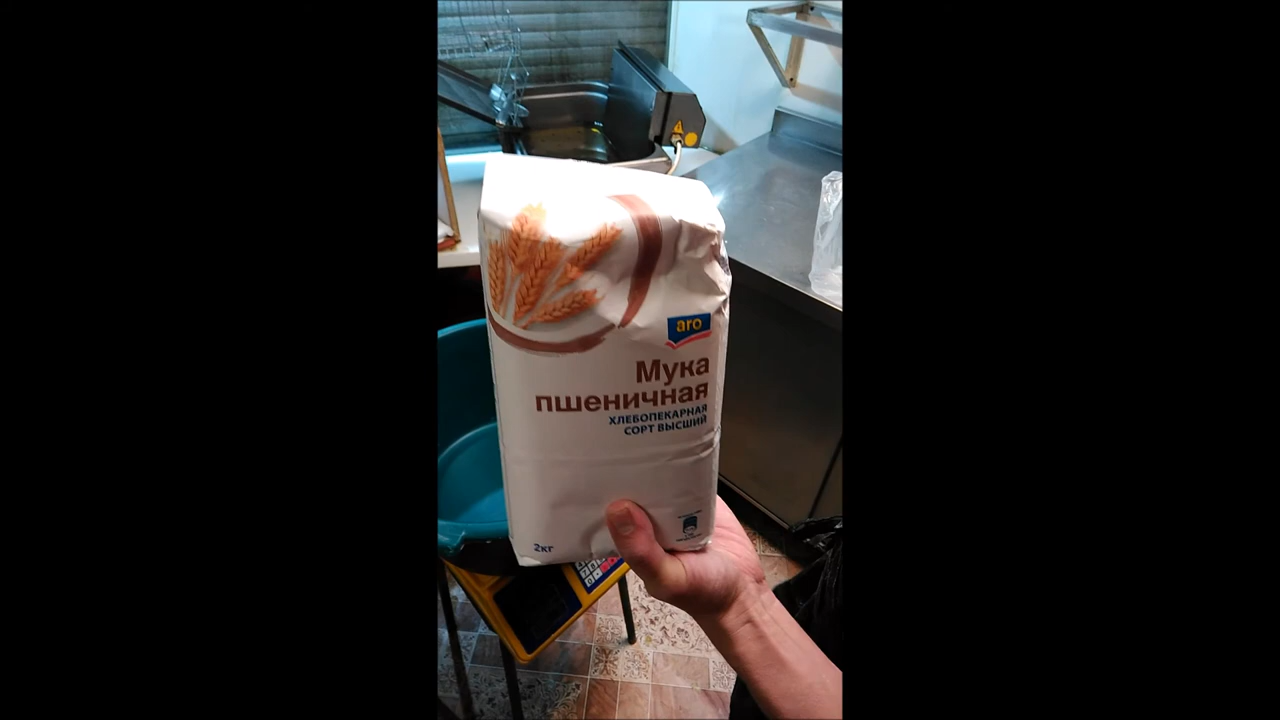 aro
Мука
пшеничная
ХЛЕБОПЕКАРНАЯ
СОРТ ВЫСШИЙ
2кг